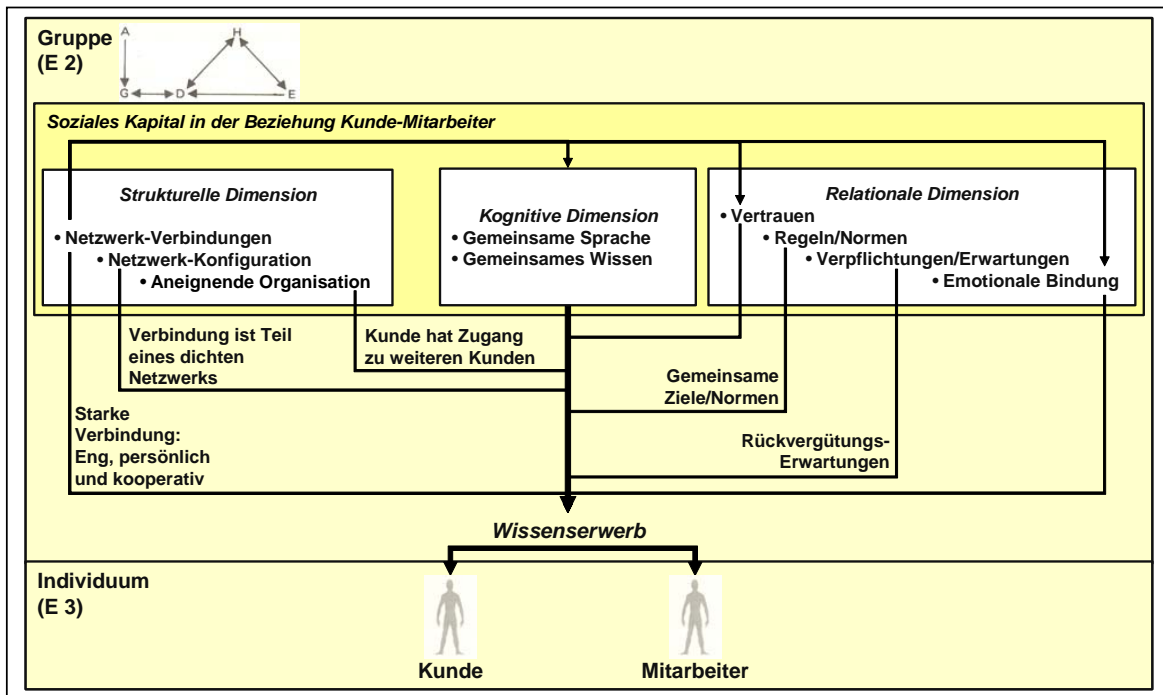 Gruppe
(E 2)
A
H
G
D
E
Soziales Kapital in der Beziehung Kunde-Mitarbeiter
Strukturelle Dimension
• Netzwerk-Verbindungen
• Netzwerk-Konfiguration
• Aneignende Organisation
Kognitive Dimension
• Gemeinsame Sprache
• Gemeinsames Wissen
Relationale Dimension
• Vertrauen
• Regeln/Normen
• Verpflichtungen/Erwartungen
• Emotionale Bindung
Verbindung ist Teil
eines dichten
Netzwerks
Kunde hat Zugang
zu weiteren Kunden
Gemeinsame
Ziele/Normen
Starke
Verbindung:
Eng, persönlich
und kooperativ
Rückvergütungs-
Erwartungen
Wissenserwerb
Individuum
(E 3)
Kunde
Mitarbeiter